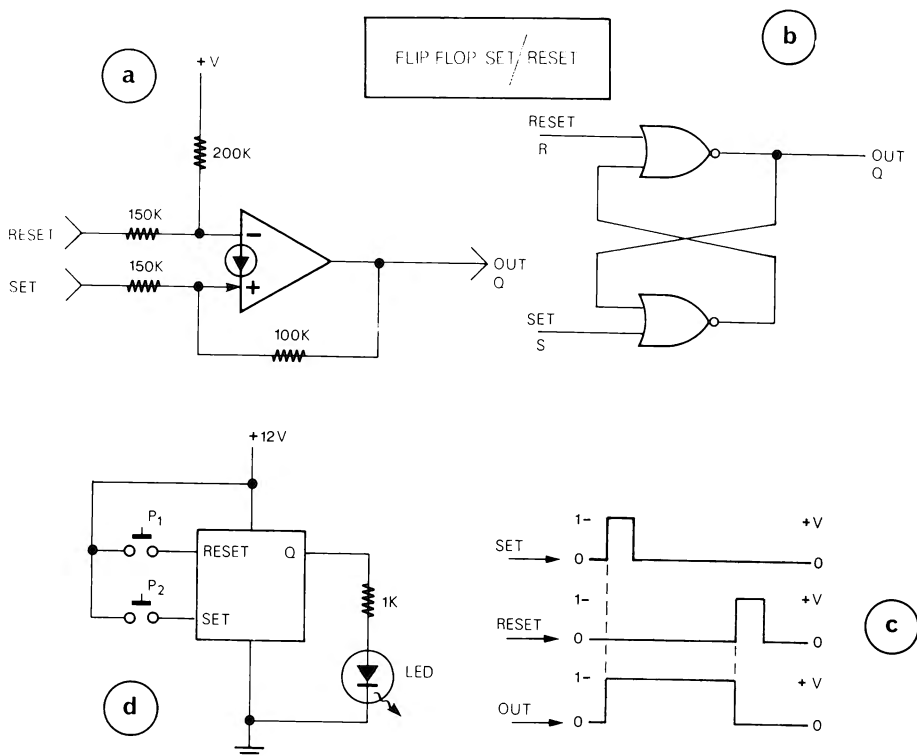 a
+V
200K
RESET
150K
−
SET
150K
+
100K
OUT
Q
FLIP FLOP SET/RESET
b
RESET
R
OUT
Q
SET
S
+12V
P1
RESET
Q
P2
SET
1K
LED
d
SET
1-
+V
0
0
RESET
1-
+V
0
0
OUT
1-
+V
0
0
c